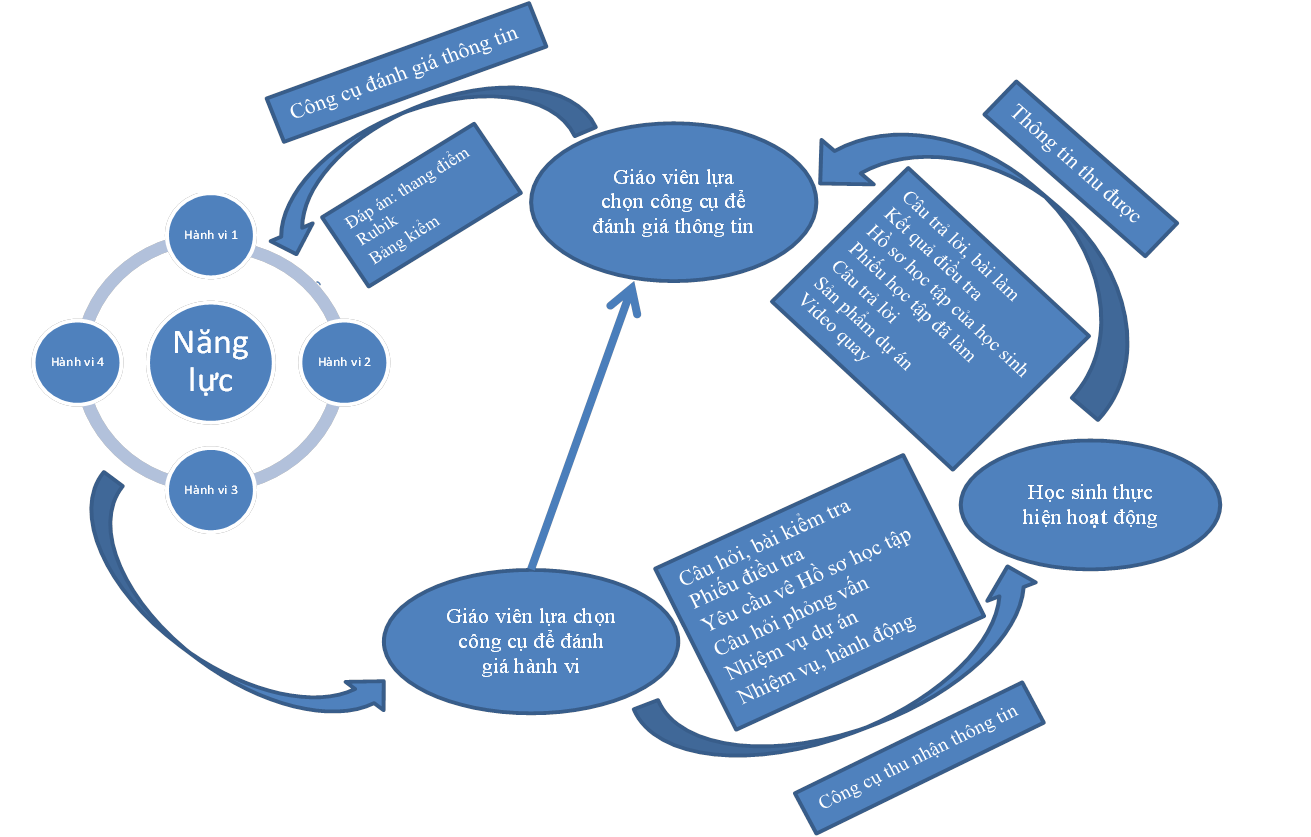 Công cụ đánh giá thông tin
Đáp án: thang điểm
Rubik
Bảng kiểm
Giáo viên lựa
chọn công cụ để
đánh giá thông tin
Thông tin thu được
Câu trả lời, bài làm
Kết quả điều tra
Hồ sơ học tập của học sinh
Phiếu học tập đã làm
Câu trả lời
Sản phẩm dự án
Video quay
Hành vi 1
Hành vi 4
Năng
lực
Hành vi 2
Hành vi 3
Học sinh thực
hiện hoạt động
Câu hỏi, bài kiểm tra
Phiếu điều tra
Yêu cầu vê Hồ sơ học tập
Câu hỏi phỏng vấn
Nhiệm vụ dự án
Nhiệm vụ, hành động
Giáo viên lựa chọn
công cụ để đánh
giá hành vi
Công cụ thu nhận thông tin